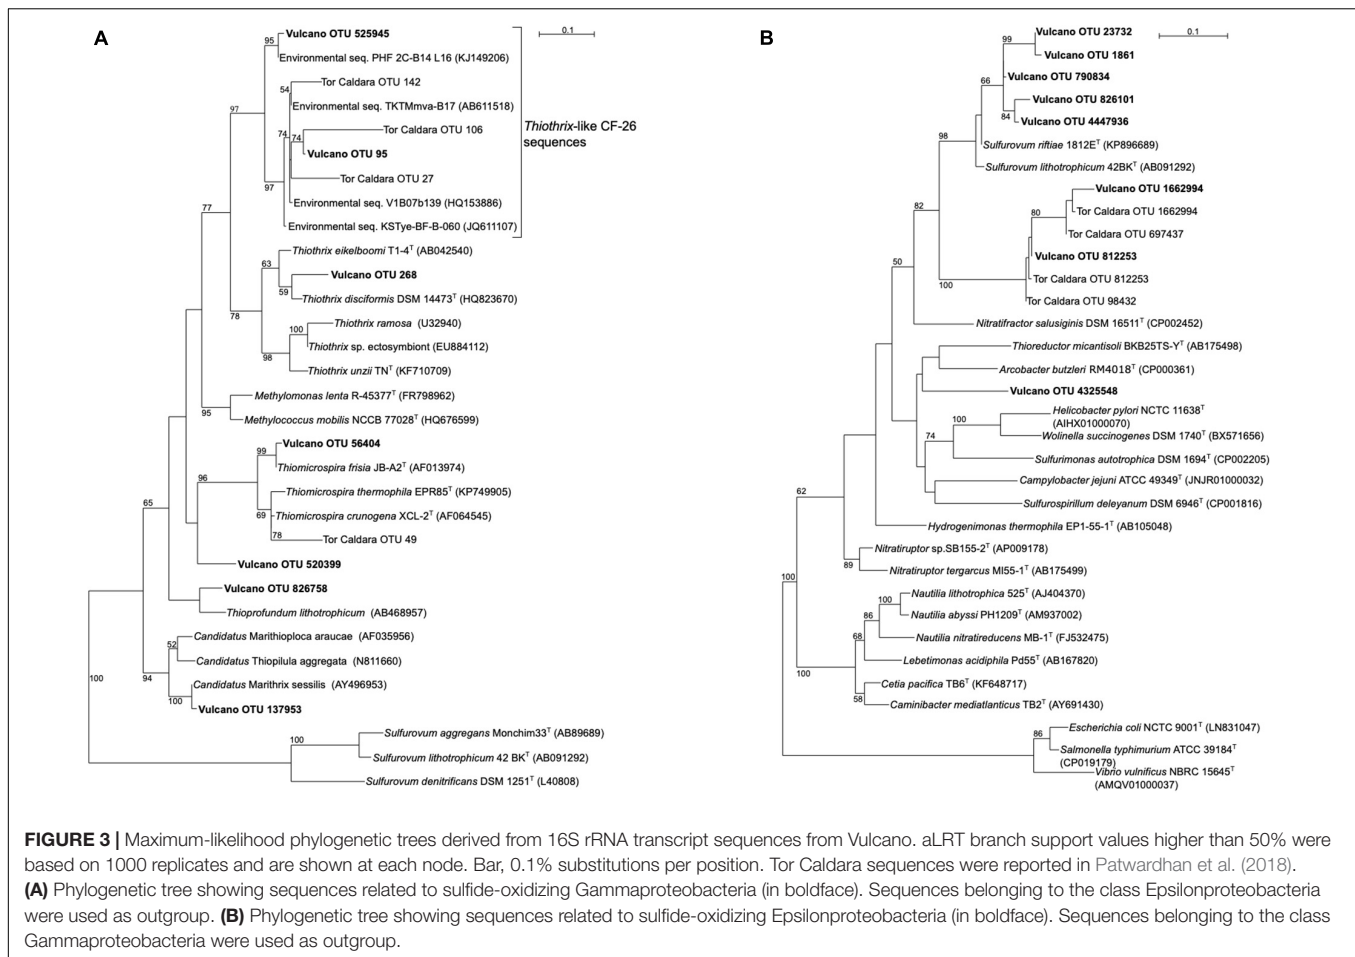 A
0.1
95
Vulcano OTU 525945
Environmental seq. PHF 2C-B14 L16 (KJ149206)
Tor Caldara OTU 142
54
Environmental seq. TKTMmva-B17 (AB611518)
97
Tor Caldara OTU 106
74
74
Vulcano OTU 95
Tor Caldara OTU 27
97
Environmental seq. V1B07b139 (HQ153886)
Environmental seq. KSTye-BF-B-060 (JQ611107)
Thiothrix-like CF-26
sequences
77
Thiothrix eikelboomi T1-4T (AB042540)
63
Vulcano OTU 268
59
Thiothrix disciformis DSM 14473T (HQ823670)
78
Thiothrix ramosa (U32940)
100
Thiothrix sp. ectosymbiont (EU884112)
98
Thiothrix unzii TNT (KF710709)
Methylomonas lenta R-45377T (FR798962)
95
Methylococcus mobilis NCCB 77028T (HQ676599)
Vulcano OTU 56404
99
Thiomicrospira frisia JB-A2T (AF013974)
96
Thiomicrospira thermophila EPR85T (KP749905)
65
69
Thiomicrospira crunogena XCL-2T (AF064545)
78
Tor Caldara OTU 49
Vulcano OTU 520399
Vulcano OTU 826758
Thioprofundum lithotrophicum (AB468957)
Candidatus Marithioploca araucae (AF035956)
52
Candidatus Thiopilula aggregata (N811660)
100
94
Candidatus Marithrix sessilis (AY496953)
100
Vulcano OTU 137953
Sulfurovum aggregans Monchim33T (AB89689)
100
Sulfurovum lithotrophicum 42 BKT (AB091292)
Sulfurovum denitrificans DSM 1251T (L40808)
B
0.1
Vulcano OTU 23732
99
Vulcano OTU 1861
66
Vulcano OTU 790834
Vulcano OTU 826101
84
Vulcano OTU 4447936
98
Sulfurovum riftiae 1812ET (KP896689)
Sulfurovum lithotrophicum 42BKT (AB091292)
Vulcano OTU 1662994
82
80
Tor Caldara OTU 1662994
Tor Caldara OTU 697437
Vulcano OTU 812253
50
Tor Caldara OTU 812253
100
Tor Caldara OTU 98432
Nitratifractor salusiginis DSM 16511T (CP002452)
Thioreductor micantisoli BKB25TS-YT (AB175498)
Arcobacter butzleri RM4018T (CP000361)
Vulcano OTU 4325548
Helicobacter pylori NCTC 11638T
(AIHX01000070)
100
74
Wolinella succinogenes DSM 1740T (BX571656)
Sulfurimonas autotrophica DSM 1694T (CP002205)
Campylobacter jejuni ATCC 49349T (JNJR01000032)
62
Sulfurospirillum deleyanum DSM 6946T (CP001816)
Hydrogenimonas thermophila EP1-55-1T (AB105048)
Nitratiruptor sp.SB155-2T (AP009178)
89
Nitratiruptor tergarcus MI55-1T (AB175499)
100
Nautilia lithotrophica 525T (AJ404370)
100
86
Nautilia abyssi PH1209T (AM937002)
68
Nautilia nitratireducens MB-1T (FJ532475)
Lebetimonas acidiphila Pd55T (AB167820)
100
Cetia pacifica TB6T (KF648717)
58
Caminibacter mediatlanticus TB2T (AY691430)
Escherichia coli NCTC 9001T (LN831047)
86
Salmonella typhimurium ATCC 39184T
(CP019179)
Vibrio vulnificus NBRC 15645T
(AMQV01000037)
FIGURE 3 | Maximum-likelihood phylogenetic trees derived from 16S rRNA transcript sequences from Vulcano. aLRT branch support values higher than 50% were
based on 1000 replicates and are shown at each node. Bar, 0.1% substitutions per position. Tor Caldara sequences were reported in Patwardhan et al. (2018).
(A) Phylogenetic tree showing sequences related to sulfide-oxidizing Gammaproteobacteria (in boldface). Sequences belonging to the class Epsilonproteobacteria
were used as outgroup. (B) Phylogenetic tree showing sequences related to sulfide-oxidizing Epsilonproteobacteria (in boldface). Sequences belonging to the class
Gammaproteobacteria were used as outgroup.